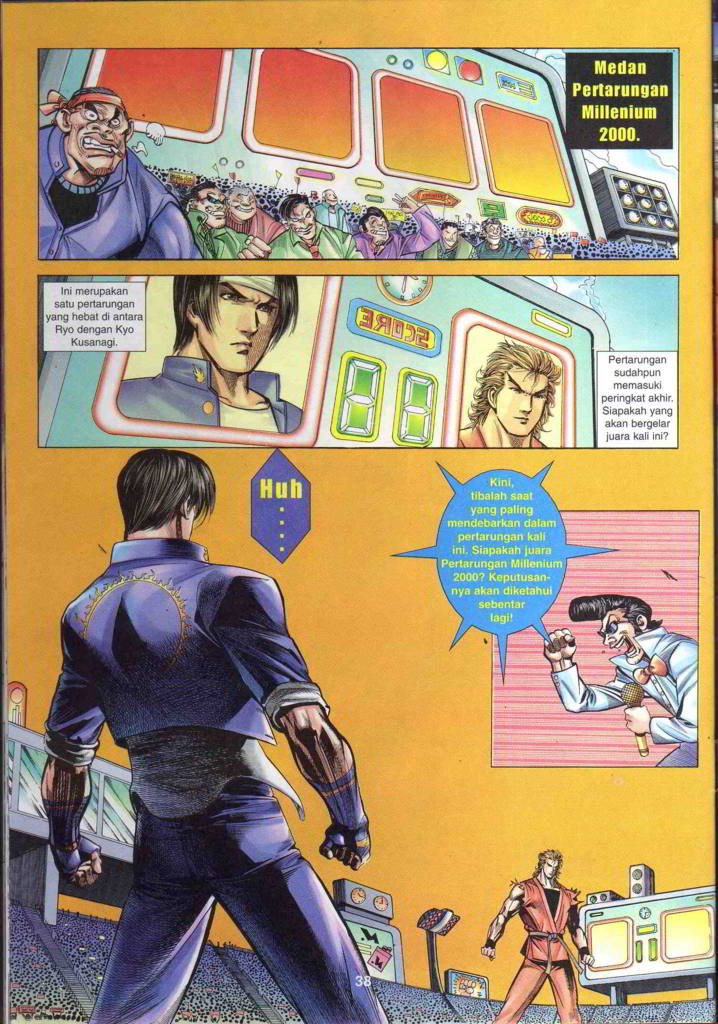 Medan
Pertarungan
Millenium
2000.
Ini merupakan
satu pertarungan
yang hebat di antara
Ryo dengan Kyo
Kusanagi.
SCORE
Pertarungan
sudahpun
memasuki
peringkat akhir.
Siapakah yang
akan bergelar
juara kali ini?
Huh
....
Kini,
tibalah saat
yang paling
mendebarkan dalam
pertarungan kali
ini. Siapakah juara
Pertarungan Millenium
2000? Keputusan-
nya akan diketahui
sebentar
lagi!
38